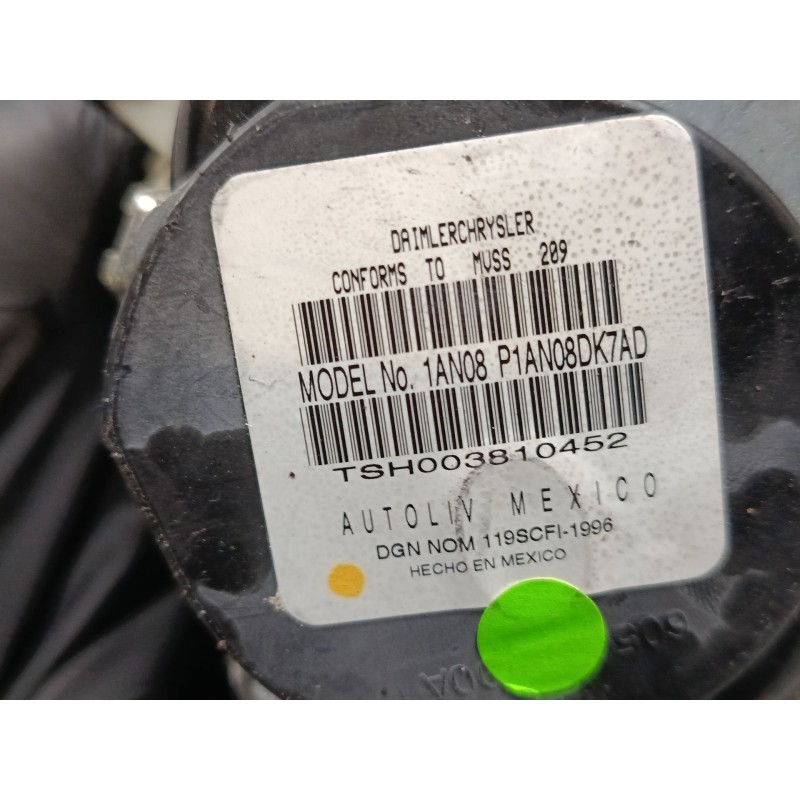 DAIMLERCHRYSLER
CONFORMS TO MVSS 209
MODEL No. 1AN08 P1AN08DK7AD
TSH003810452
AUTOLIV MEXICO
DGN NOM 119SCFI-1996
HECHO EN MEXICO